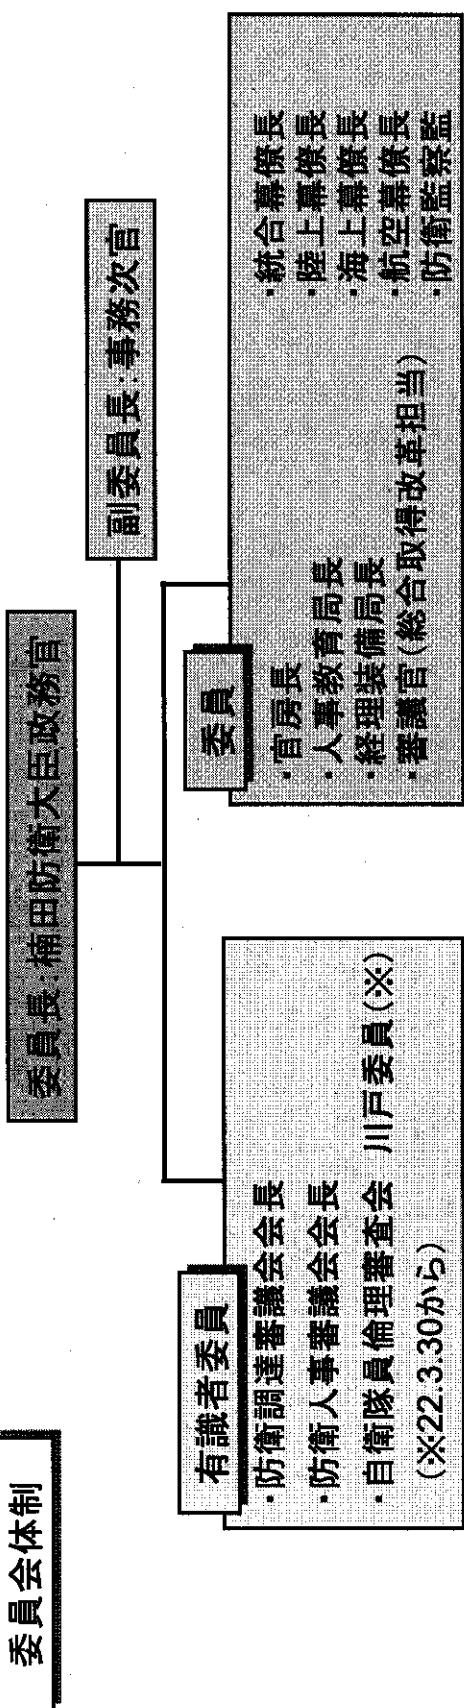 委員会体制
委員長:楠田防衛大臣政務官
副委員長:事務次官
有識者委員
・防衛調達審議会会長
・防衛人事審議会会長
・自衛隊員倫理審査会 川戸委員(※)
(※22.3.30から)
委員
・官房長
・人事教育局長
・経理装備局長
・審議官(総合取得改革担当)
・統合幕僚長
・陸上幕僚長
・海上幕僚長
・航空幕僚長
・防衛監察監